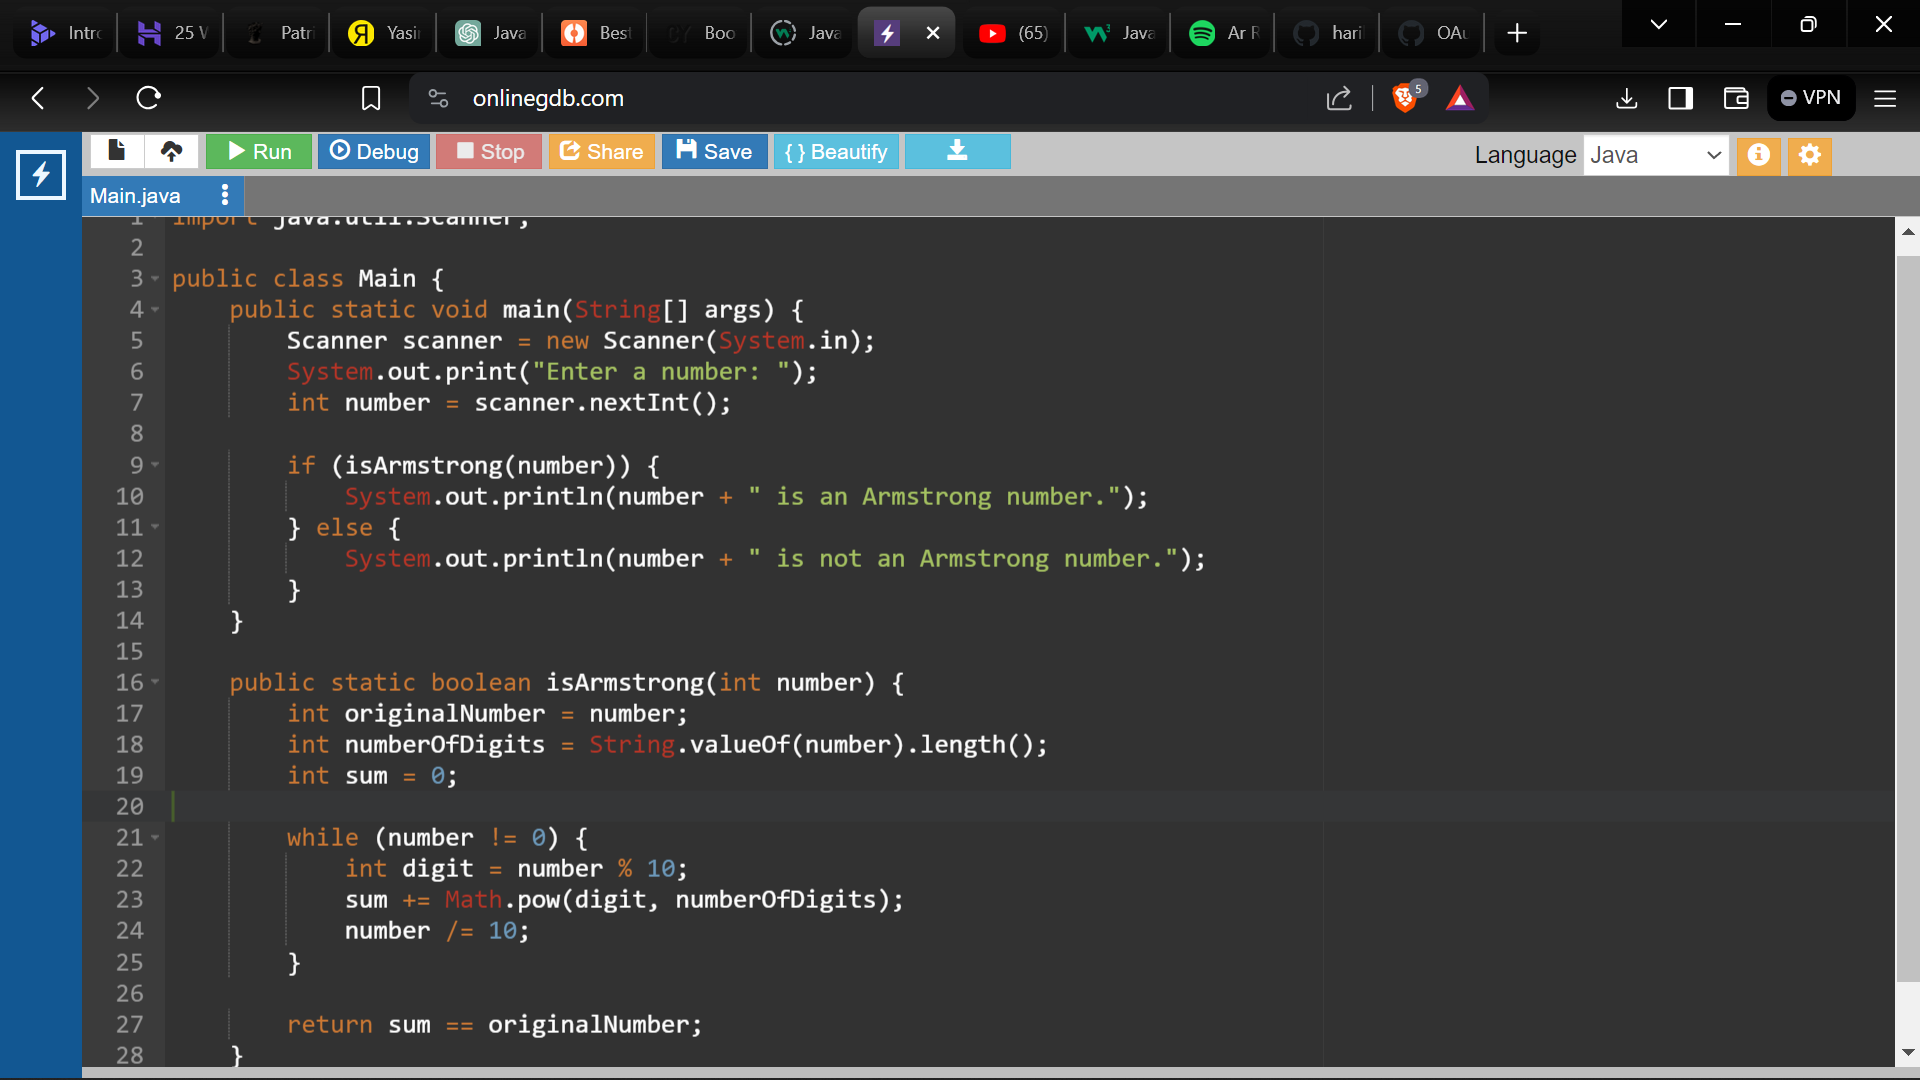 Intro
25 W
Patri
Yasi
Java
Best
Boo
Java
(65)
Java
Ar R
hari
OAu
onlinegdb.com
5
VPN
Run
Debug
Stop
Share
Save
{ } Beautify
Language
Java
Main.java
1 import java.util.Scanner;
2
3 public class Main {
4     public static void main(String[] args) {
5         Scanner scanner = new Scanner(System.in);
6         System.out.print("Enter a number: ");
7         int number = scanner.nextInt();
8
9         if (isArmstrong(number)) {
10             System.out.println(number + " is an Armstrong number.");
11         } else {
12             System.out.println(number + " is not an Armstrong number.");
13         }
14     }
15
16     public static boolean isArmstrong(int number) {
17         int originalNumber = number;
18         int numberOfDigits = String.valueOf(number).length();
19         int sum = 0;
20
21         while (number != 0) {
22             int digit = number % 10;
23             sum += Math.pow(digit, numberOfDigits);
24             number /= 10;
25         }
26
27         return sum == originalNumber;
28     }